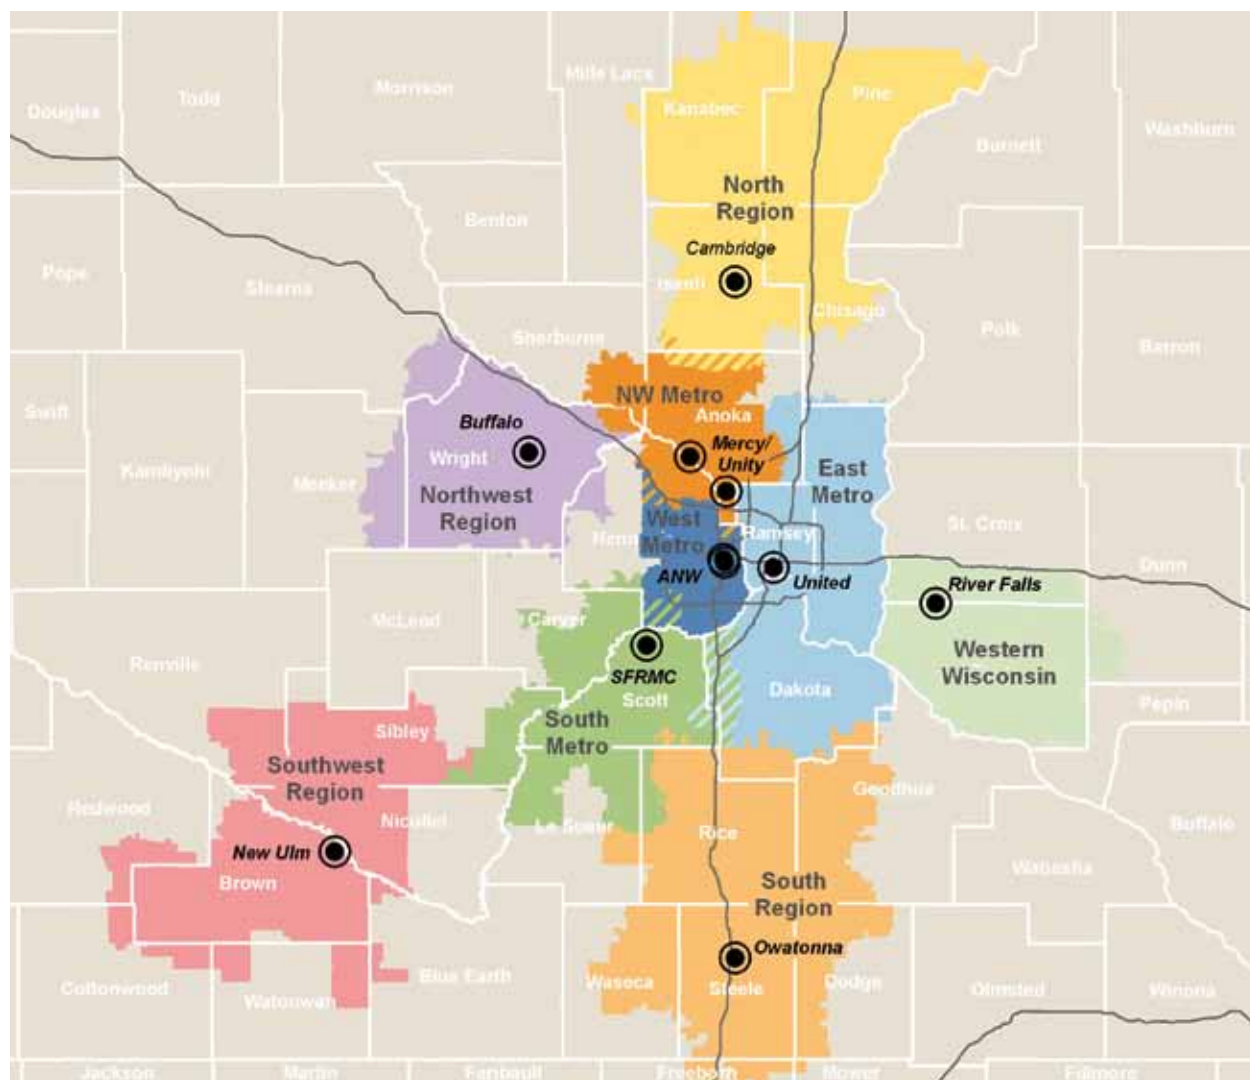 Mille Lacs
Morrison
Todd
Douglas
Kanabec
Pine
Washburn
Burnett
North
Region
Benton
Cambridge
Pope
Stearns
Isanti
Chisago
Polk
Barron
Sherburne
NW Metro
Swift
Anoka
Buffalo
Mercy/
Unity
Wright
Kandiyohi
Meeker
East
Metro
Northwest
Region
West
Metro
Ramsey
St. Croix
Henn
Dunn
ANW
United
River Falls
Carver
McLeod
Renville
Western
Wisconsin
SFRMC
Scott
Dakota
Pepin
South
Metro
Sibley
Southwest
Region
Goodhue
Redwood
Nicollet
Le Sueur
Rice
Buffalo
New Ulm
Brown
Wabasha
South
Region
Owatonna
Blue Earth
Waseca
Steele
Dodge
Cottonwood
Watonwan
Olmsted
Winona
Jackson
Martin
Faribault
Freeborn
Mower
Fillmore